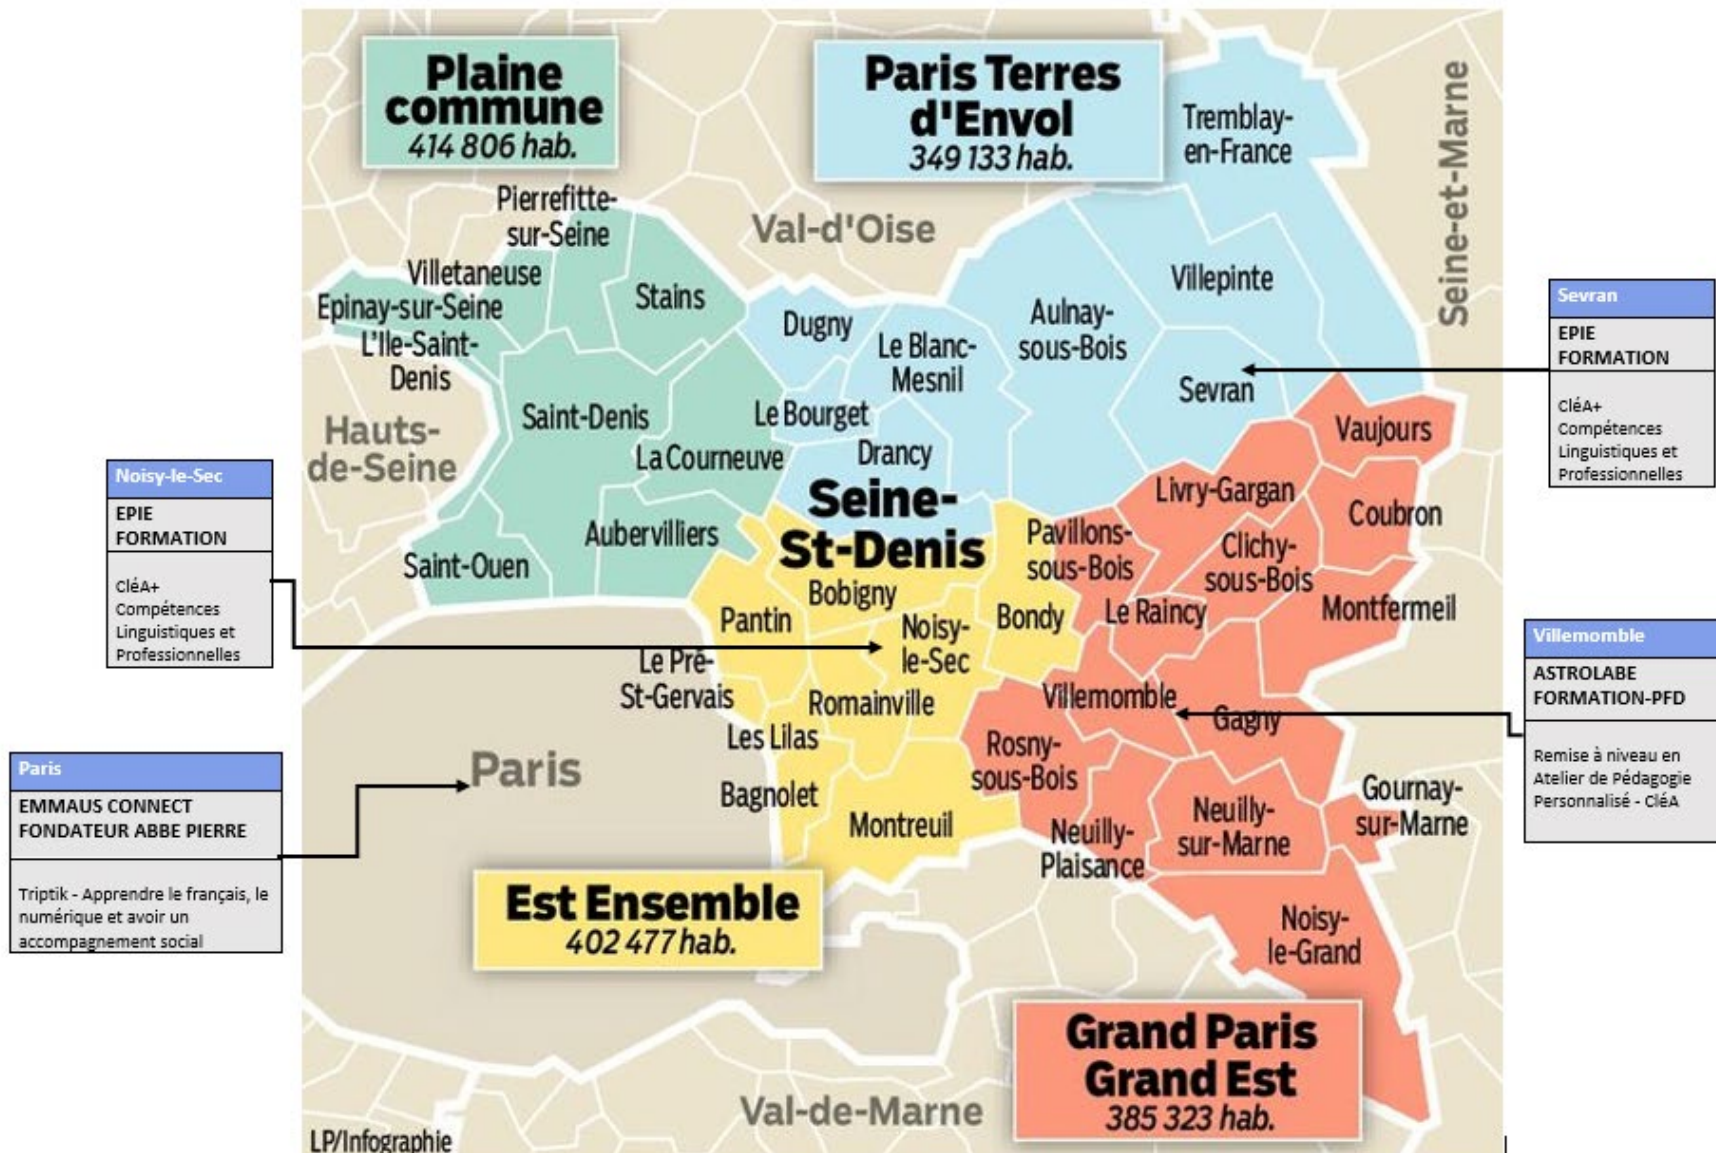 Plaine
commune
414 806 hab.
Paris Terres
d'Envol
349 133 hab.
Tremblay-
en-France
Seine-et-Marne
Pierrefitte-
sur-Seine
Val-d'Oise
Villetaneuse
Epinay-sur-Seine
L'Ile-Saint-
Denis
Stains
Dugny
Le Blanc-
Mesnil
Aulnay-
sous-Bois
Villepinte
Sevran
Saint-Denis
Le Bourget
Drancy
La Courneuve
Hauts-
de-Seine
Vaujours
Livry-Gargan
Coubron
Seine-
St-Denis
Aubervilliers
Saint-Ouen
Pavillons-
sous-Bois
Clichy-
sous-Bois
Bobigny
Pantin
Noisy-
le-Sec
Bondy
Le Raincy
Montfermeil
Le Pré-
St-Gervais
Romainville
Villemomble
Gagny
Les Lilas
Rosny-
sous-Bois
Paris
Bagnolet
Montreuil
Neuilly-
Plaisance
Neuilly-
sur-Marne
Gournay-
sur-Marne
Est Ensemble
402 477 hab.
Noisy-
le-Grand
Grand Paris
Grand Est
385 323 hab.
Val-de-Marne
LP/Infographie
Sevran
EPIE
FORMATION
CléA+
Compétences
Linguistiques et
Professionnelles
Noisy-le-Sec
EPIE
FORMATION
CléA+
Compétences
Linguistiques et
Professionnelles
Villemomble
ASTROLABE
FORMATION-PFD
Remise à niveau en
Atelier de Pédagogie
Personnalisé - CléA
Paris
EMMAUS CONNECT
FONDATEUR ABBE PIERRE
Triptik - Apprendre le français, le
numérique et avoir un
accompagnement social